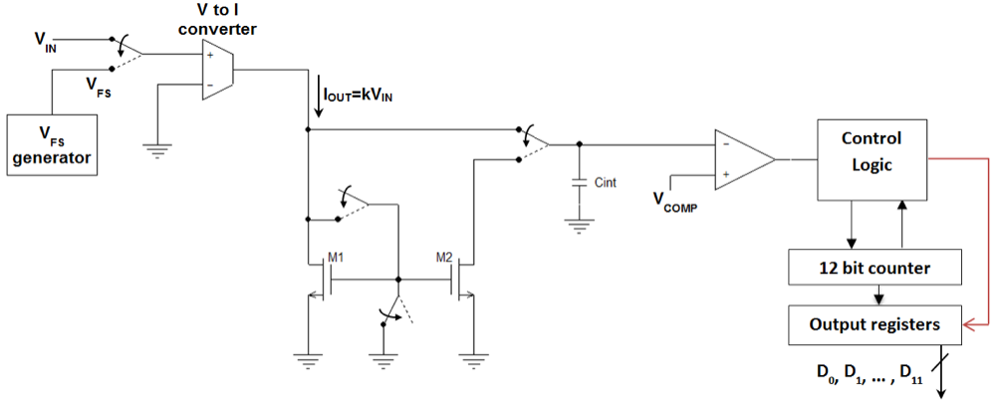 V to I
converter
VIN
VFS
VFS
generator
+
-
IOUT=kVIN
Cint
-
+
VCOMP
Control
Logic
M1
M2
12 bit counter
Output registers
D0, D1, ... , D11